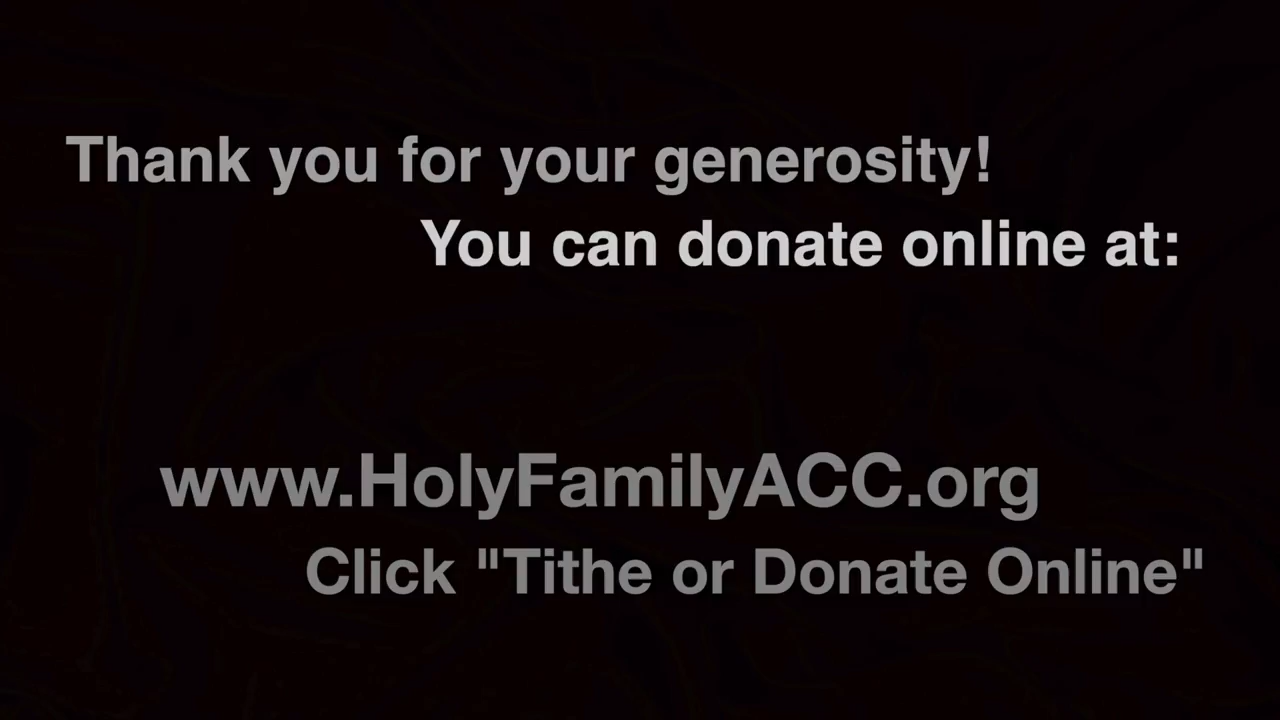 Thank you for your generosity!
You can donate online at:
www.HolyFamilyACC.org
Click "Tithe or Donate Online"